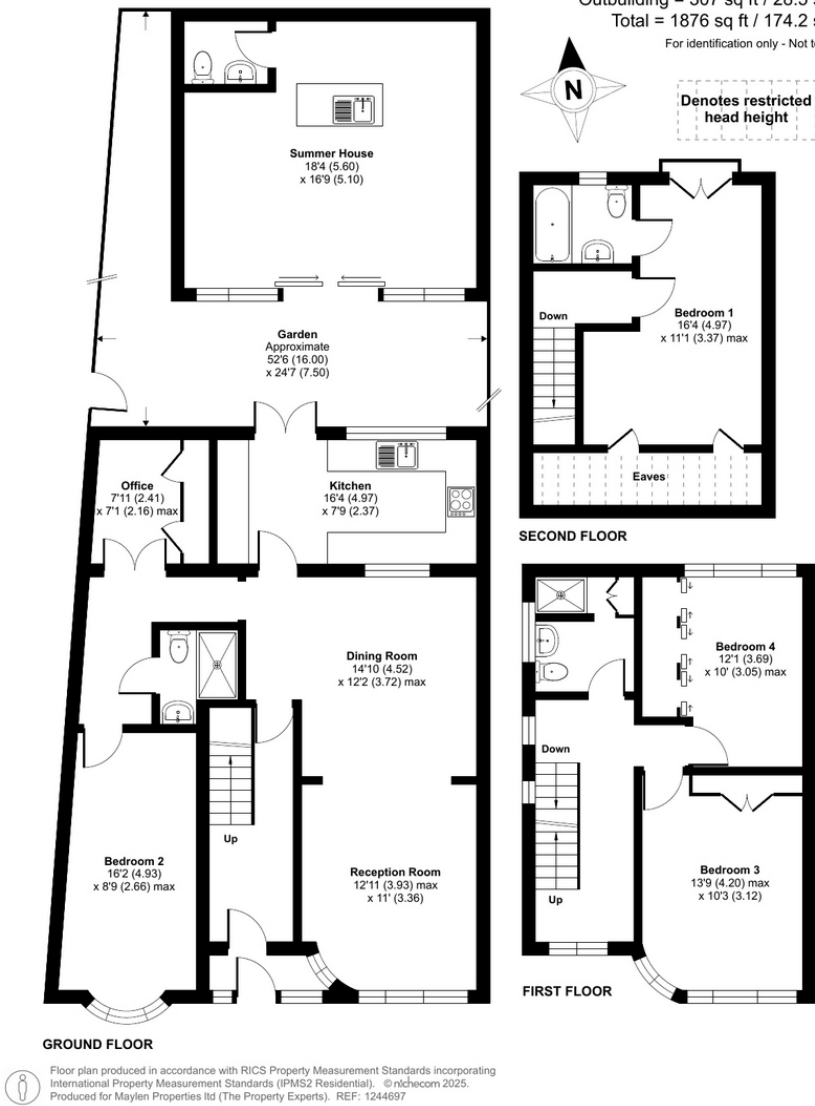 Outbuilding = 307 sq ft / 28.5
Total = 1876 sq ft / 174.2
For identification only - Not
N
Denotes restricted
head height
Summer House
18'4 (5.60)
x 16'9 (5.10)
Garden
Approximate
52'6 (16.00)
x 24'7 (7.50)
Down
Bedroom 1
16'4 (4.97)
x 11'1 (3.37) max
Eaves
SECOND FLOOR
Office
7'11 (2.41)
x 7'1 (2.16) max
Kitchen
16'4 (4.97)
x 7'9 (2.37)
Dining Room
14'10 (4.52)
x 12'2 (3.72) max
Up
Bedroom 2
16'2 (4.93)
x 8'9 (2.66) max
Reception Room
12'11 (3.93) max
x 11' (3.36)
GROUND FLOOR
Bedroom 4
12'1 (3.69)
x 10' (3.05) max
Down
Up
Bedroom 3
13'9 (4.20) max
x 10'3 (3.12)
FIRST FLOOR
Floor plan produced in accordance with RICS Property Measurement Standards incorporating
International Property Measurement Standards (IPMS2 Residential). © nichecom 2025.
Produced for Maylen Properties ltd (The Property Experts). REF: 1244697